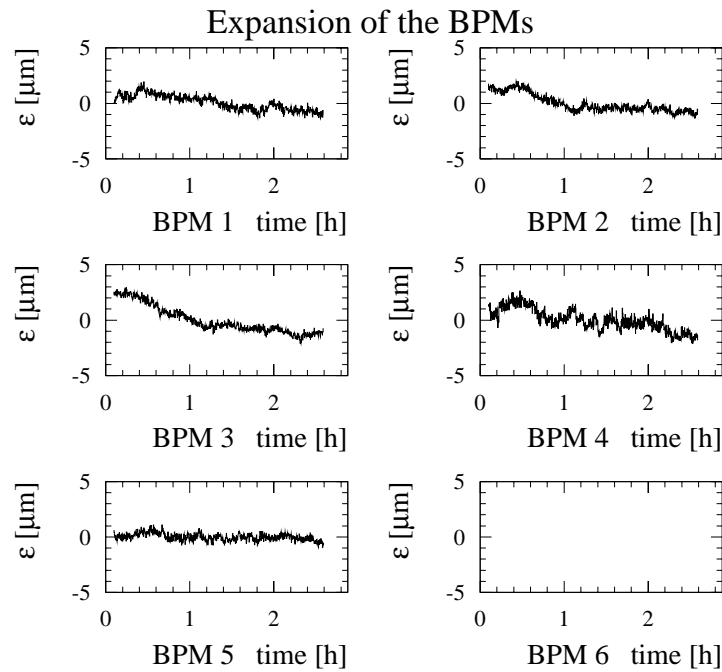 Expansion of the BPMs
ε [μm]
5
0
-5
0 1 2
BPM 1 time [h]
ε [μm]
5
0
-5
0 1 2
BPM 2 time [h]
ε [μm]
5
0
-5
0 1 2
BPM 3 time [h]
ε [μm]
5
0
-5
0 1 2
BPM 4 time [h]
ε [μm]
5
0
-5
0 1 2
BPM 5 time [h]
ε [μm]
5
0
-5
0 1 2
BPM 6 time [h]